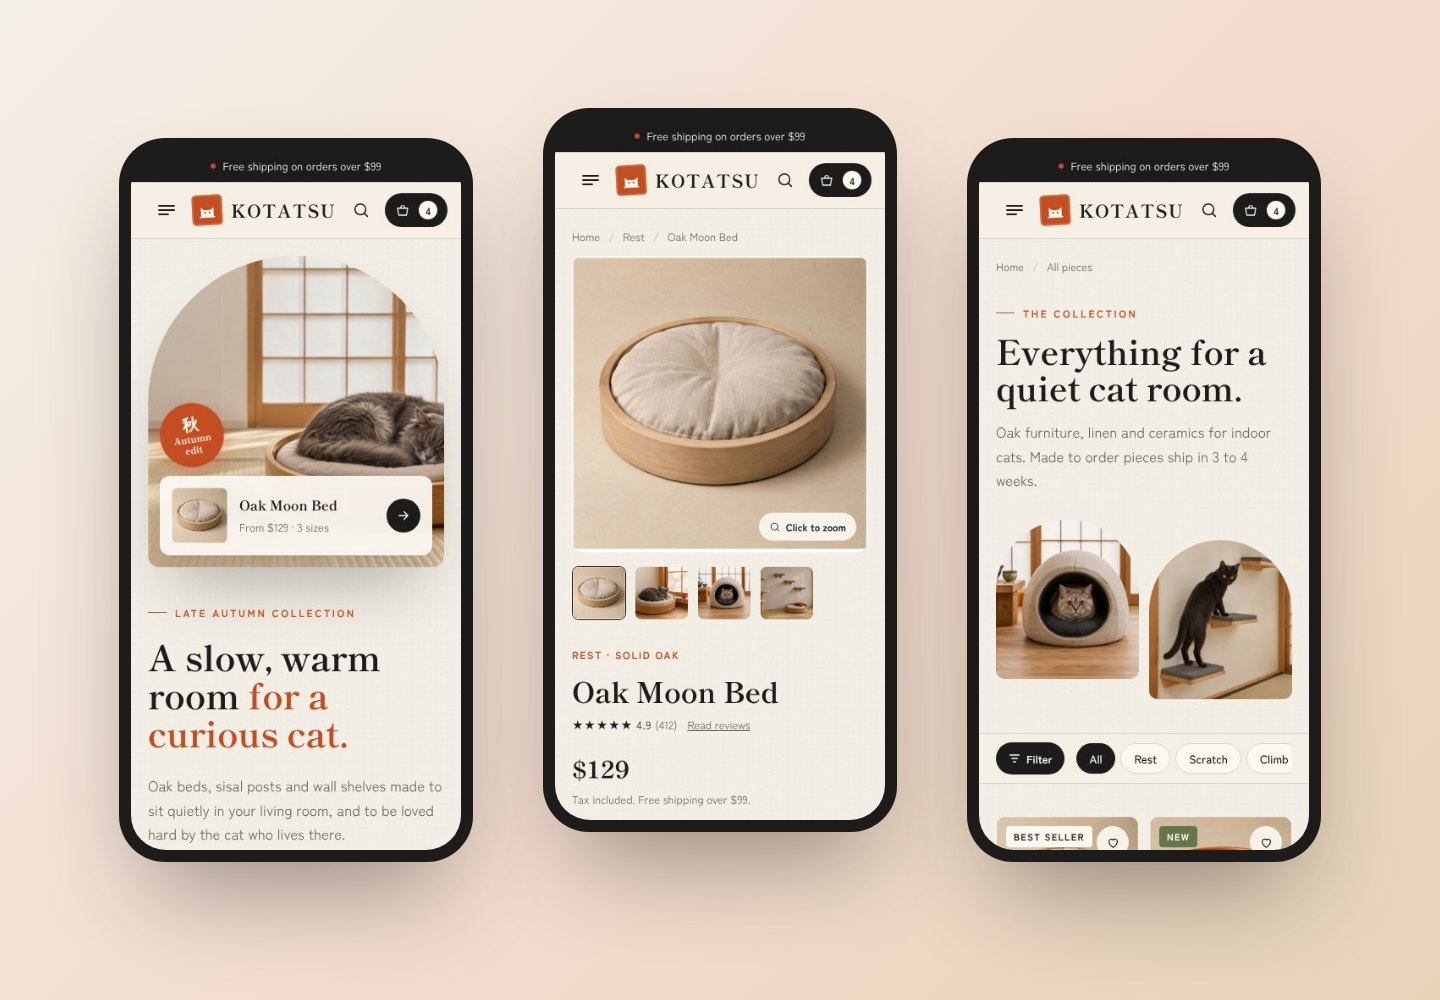 Free shipping on orders over $99
KOTATSU
4
秋
Autumn
edit
Oak Moon Bed
From $129 · 3 sizes
LATE AUTUMN COLLECTION
A slow, warm
room for a
curious cat.
Oak beds, sisal posts and wall shelves made to
sit quietly in your living room, and to be loved
hard by the cat who lives there.
Free shipping on orders over $99
KOTATSU
4
Home / Rest / Oak Moon Bed
Click to zoom
REST · SOLID OAK
Oak Moon Bed
★★★★★ 4.9 (412) Read reviews
$129
Tax included. Free shipping over $99.
Free shipping on orders over $99
KOTATSU
4
Home / All pieces
THE COLLECTION
Everything for a
quiet cat room.
Oak furniture, linen and ceramics for indoor
cats. Made to order pieces ship in 3 to 4
weeks.
Filter All Rest Scratch Climb
BEST SELLER NEW